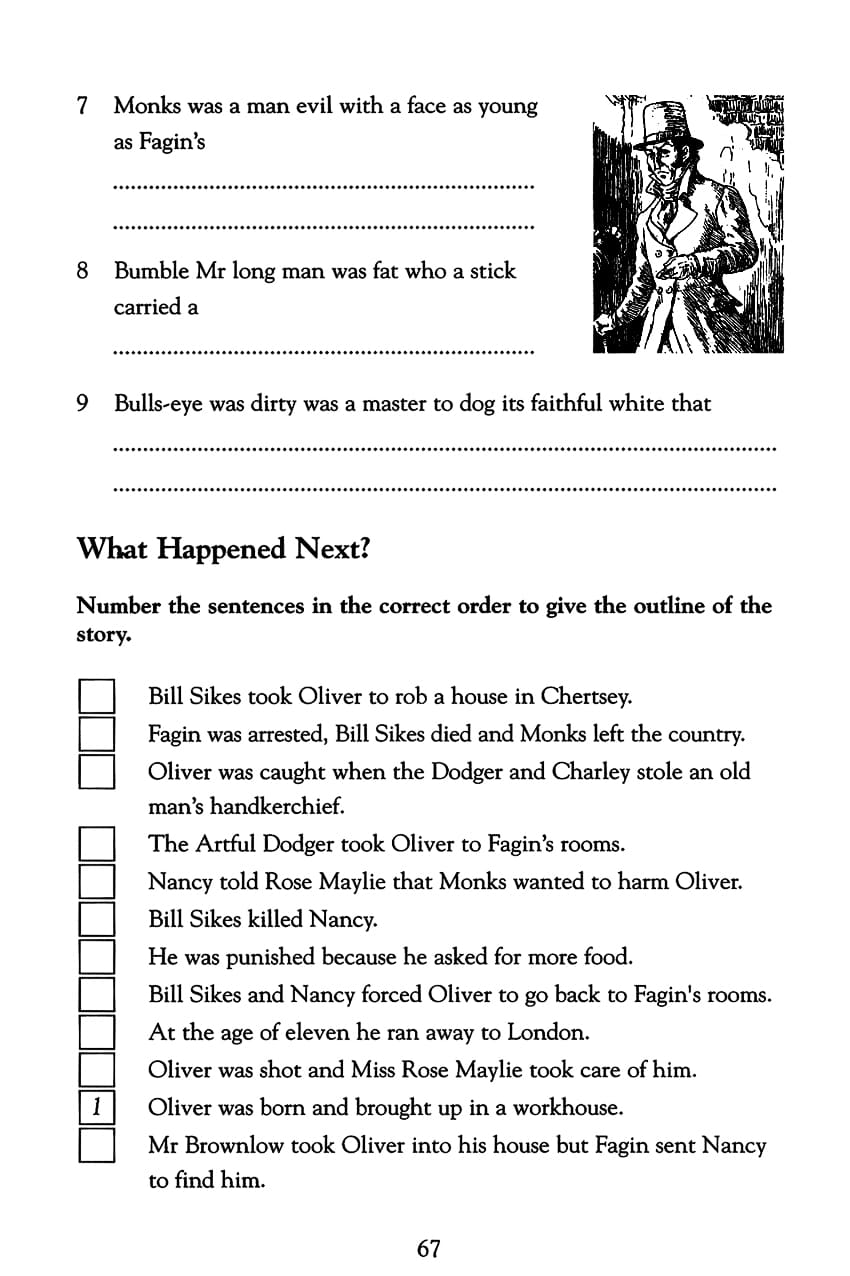 7 Monks was a man evil with a face as young
as Fagin's
8 Bumble Mr long man was fat who a stick
carried a
9 Bulls-eye was dirty was a master to dog its faithful white that
What Happened Next?
Number the sentences in the correct order to give the outline of the
story.
Bill Sikes took Oliver to rob a house in Chertsey.
Fagin was arrested, Bill Sikes died and Monks left the country.
Oliver was caught when the Dodger and Charley stole an old
man's handkerchief.
The Artful Dodger took Oliver to Fagin's rooms.
Nancy told Rose Maylie that Monks wanted to harm Oliver.
Bill Sikes killed Nancy.
He was punished because he asked for more food.
Bill Sikes and Nancy forced Oliver to go back to Fagin's rooms.
At the age of eleven he ran away to London.
Oliver was shot and Miss Rose Maylie took care of him.
1 Oliver was born and brought up in a workhouse.
Mr Brownlow took Oliver into his house but Fagin sent Nancy
to find him.
67